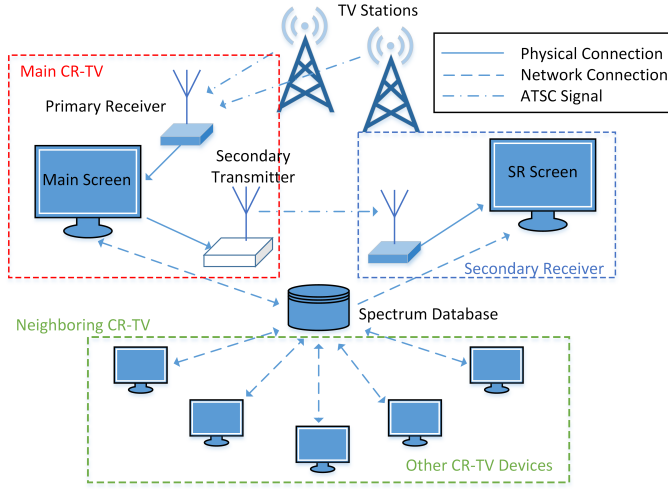 TV Stations
Main CR-TV
Physical Connection
Network Connection
ATSC Signal
Primary Receiver
Secondary
Transmitter
Main Screen
SR Screen
Secondary Receiver
Spectrum Database
Neighboring CR-TV
Other CR-TV Devices